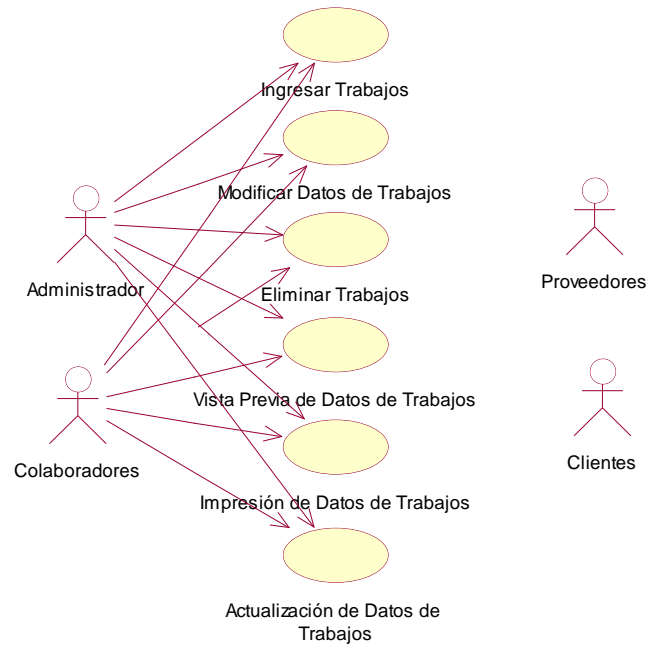 Ingresar Trabajos
Modificar Datos de Trabajos
Administrador
Eliminar Trabajos
Proveedores
Vista Previa de Datos de Trabajos
Colaboradores
Clientes
Impresión de Datos de Trabajos
Actualización de Datos de
Trabajos